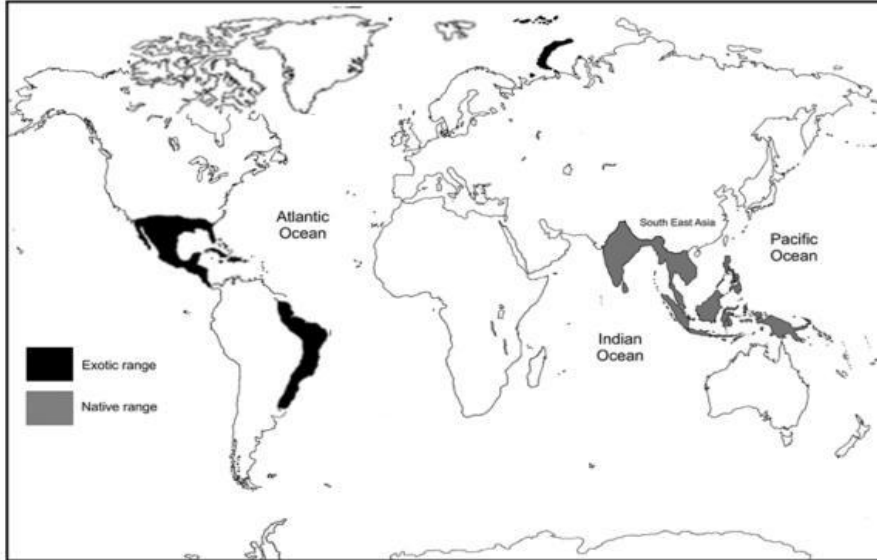 South East Asia
Atlantic
Ocean
Pacific
Ocean
Indian
Ocean
Exotic range
Native range